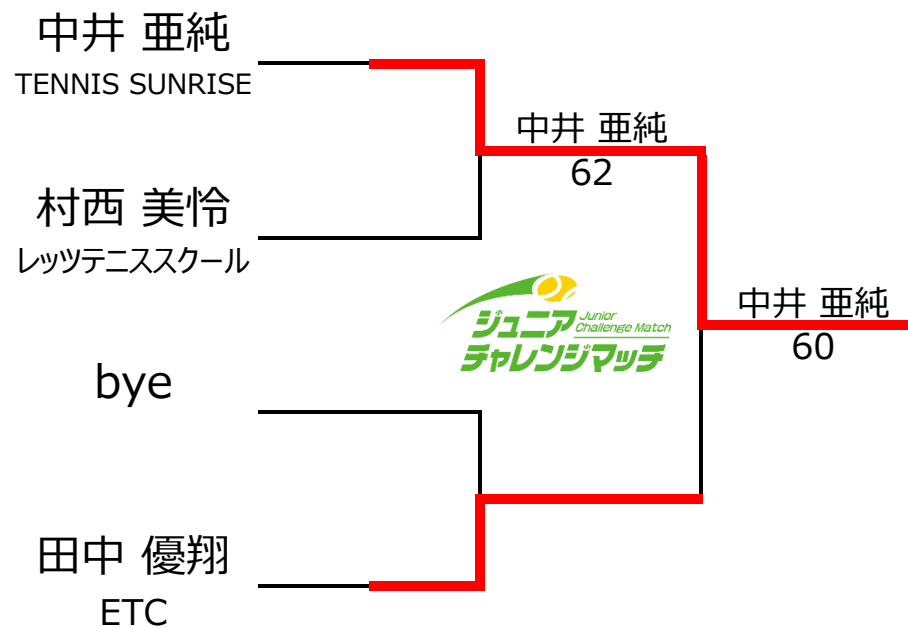 中井 亜純
TENNIS SUNRISE
中井 亜純
62
村西 美怜
レッツテニススクール
ジュニア
Junior
Challenge Match
チャレンジマッチ
中井 亜純
60
bye
田中 優翔
ETC